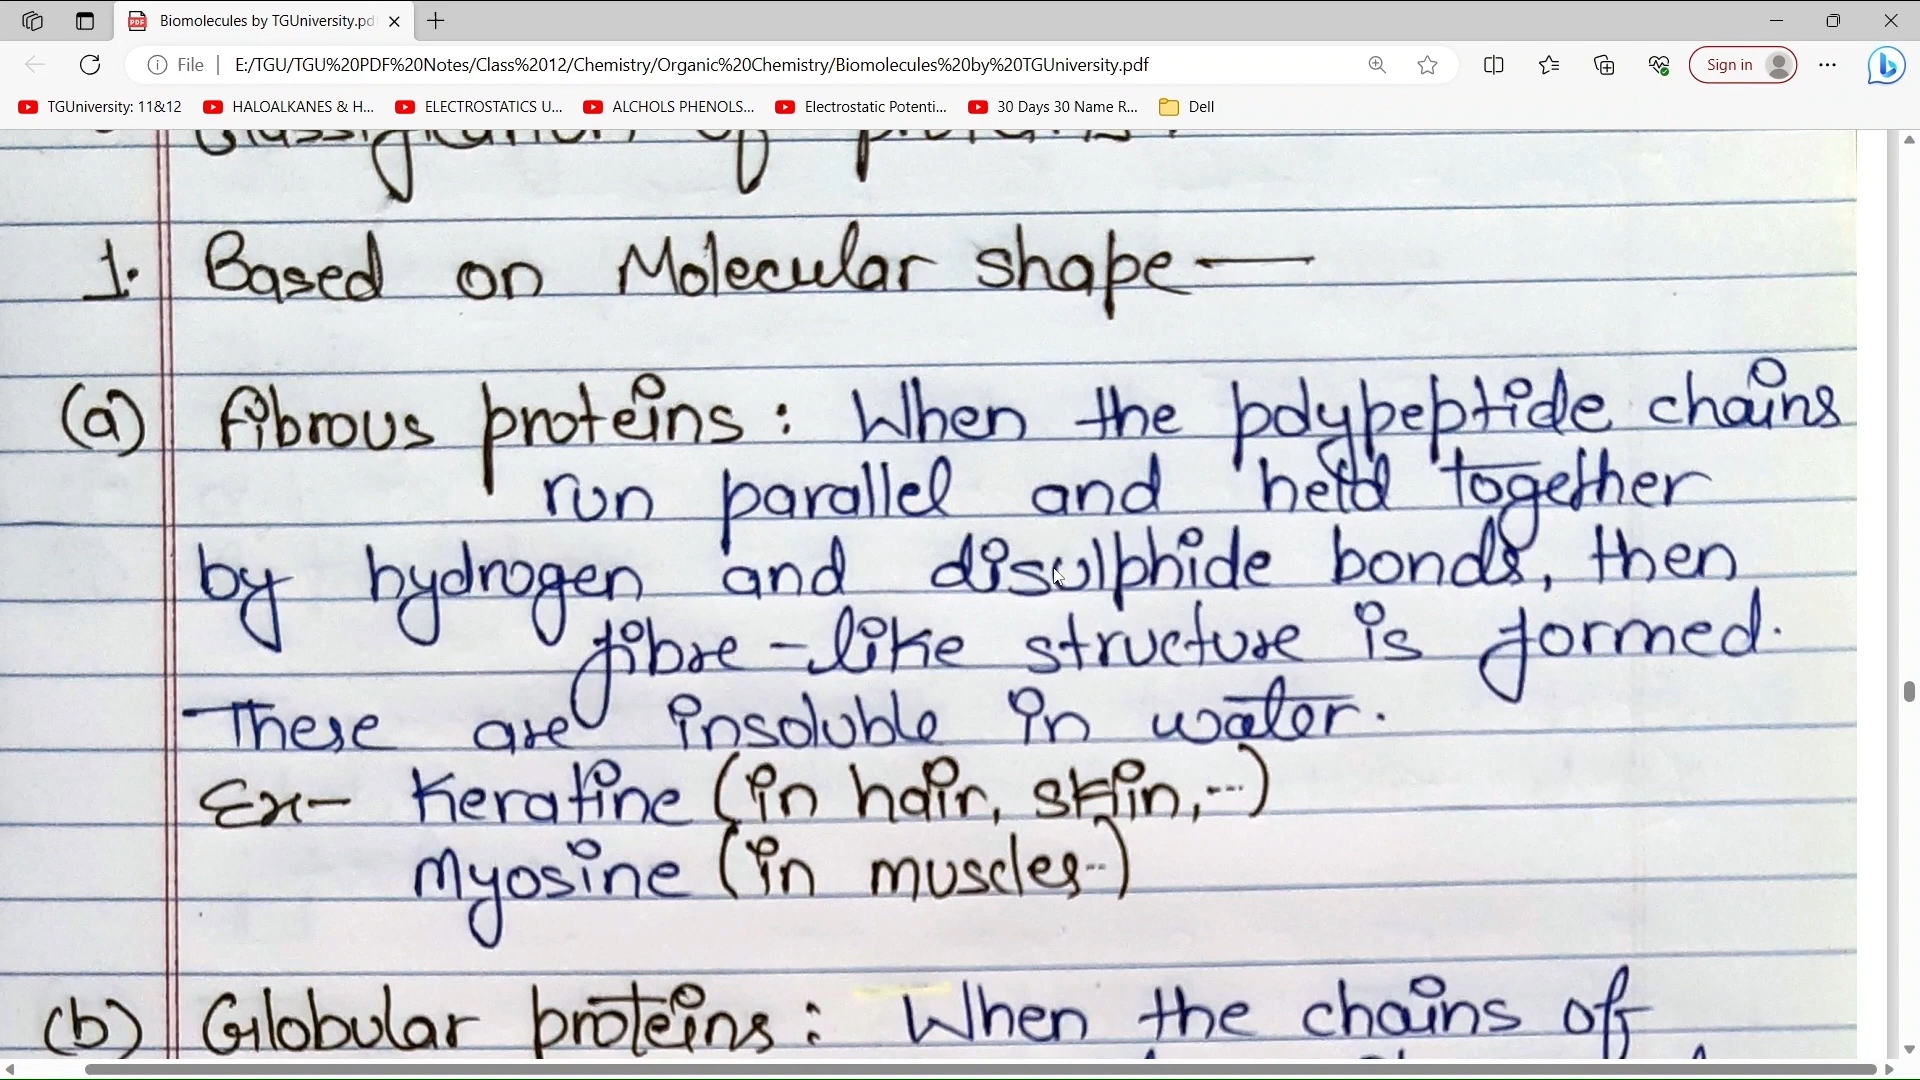 Biomolecules by TGUniversity.pd
File
E:/TGU/TGU%20PDF%20Notes/Class%2012/Chemistry/Organic%20Chemistry/Biomolecules%20by%20TGUniversity.pdf
Sign in
TGUniversity: 11&12 HALOALKANES & H... ELECTROSTATICS U... ALCHOLS PHENOLS... Electrostatic Potenti... 30 Days 30 Name R... Dell
Classification of proteins:
1. Based on Molecular shape —
(a) fibrous proteins: When the polypeptide chains
run parallel and held together
by hydrogen and disulphide bonds, then
fibre-like structure is formed.
These are insoluble in water.
Ex- Keratine (in hair, skin,...)
Myosine (in muscles..)
(b) Globular proteins: When the chains of